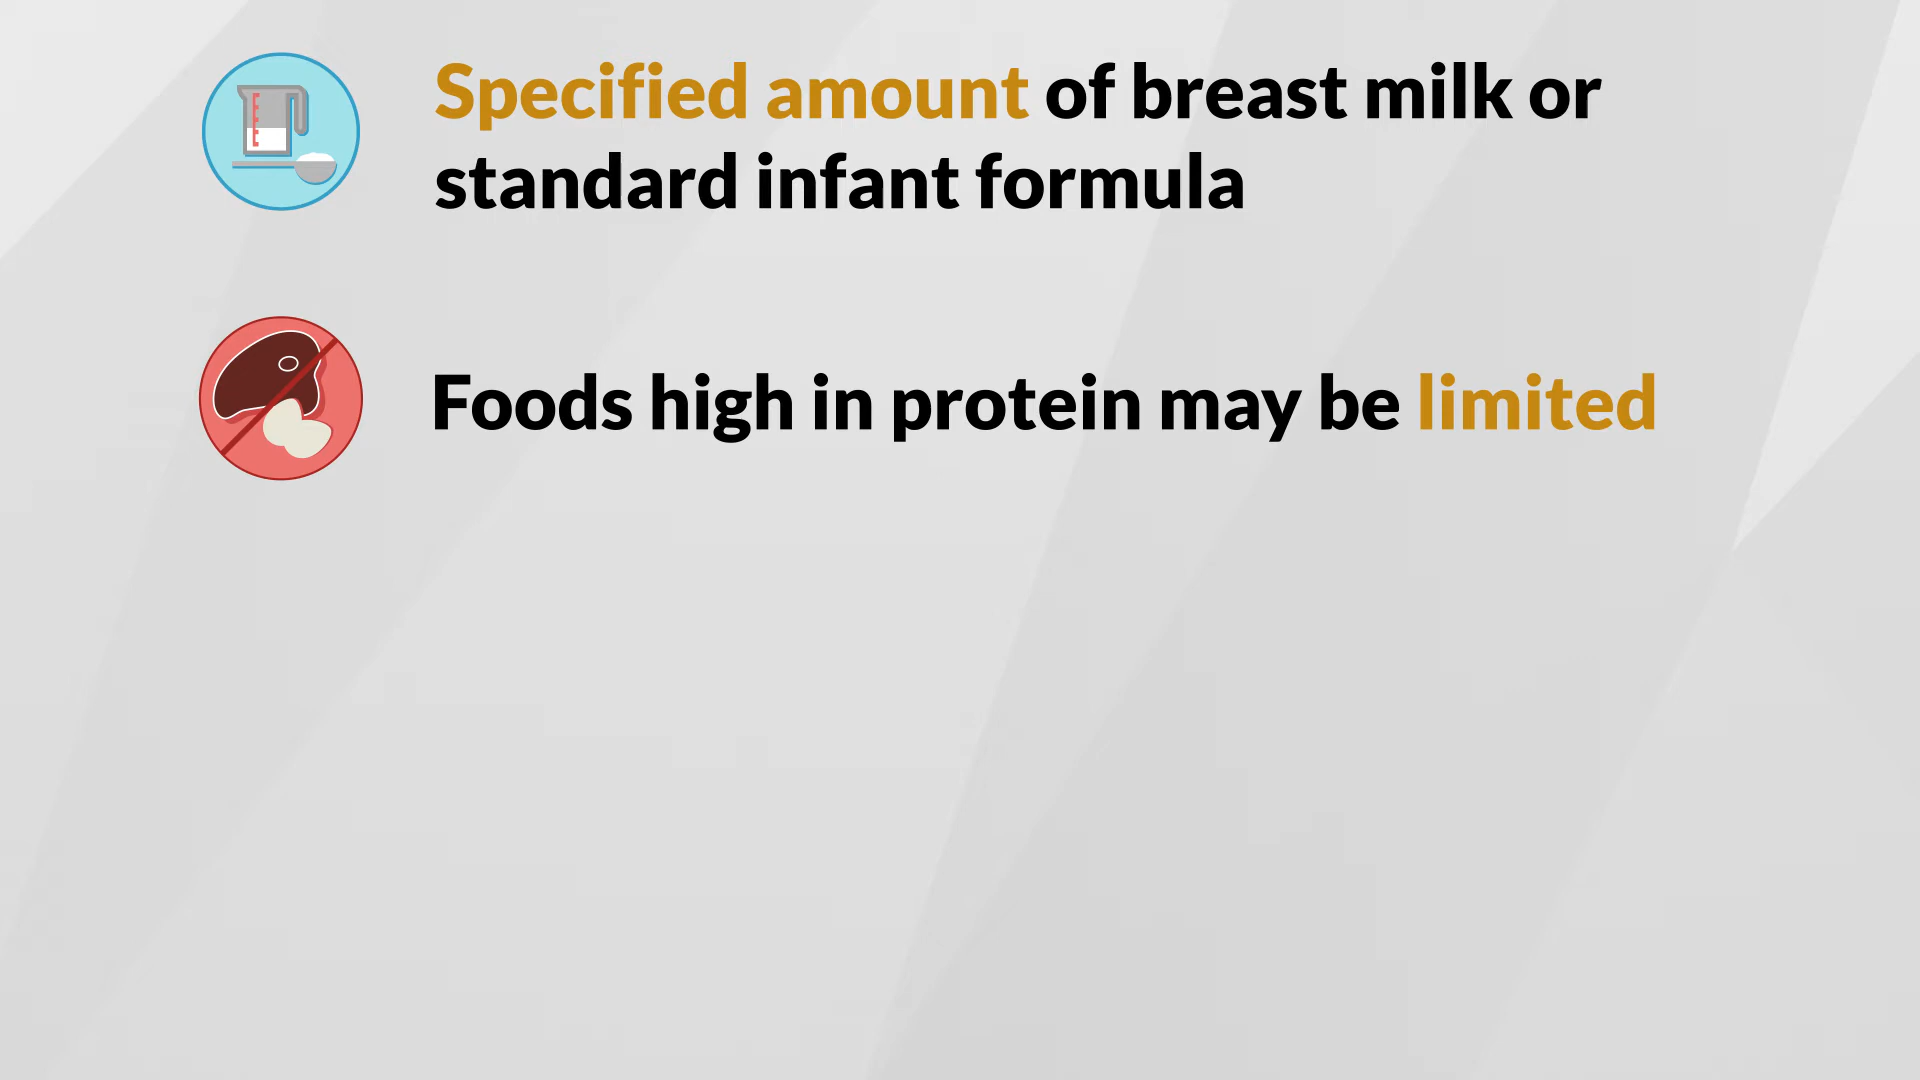 Specified amount of breast milk or
standard infant formula
Foods high in protein may be limited